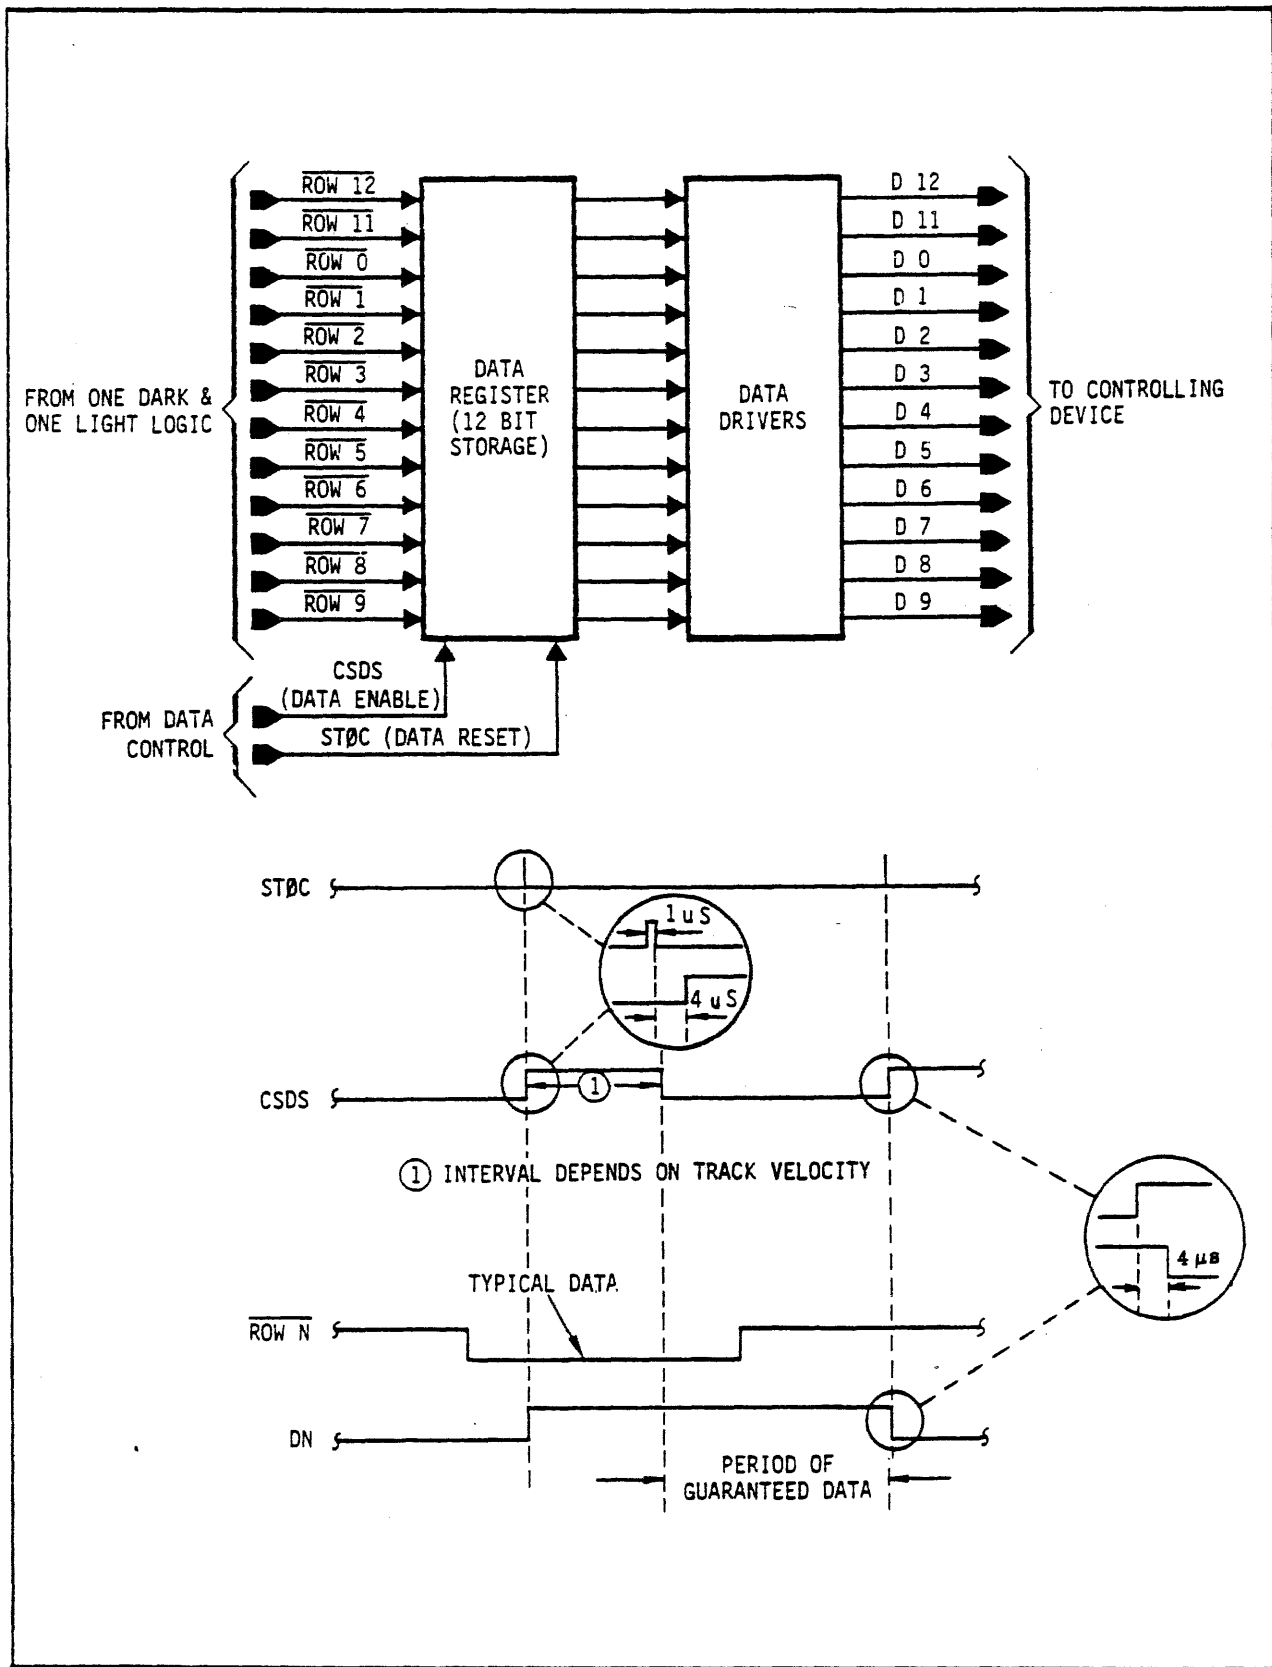 ROW 12
ROW 11
ROW 0
ROW 1
ROW 2
ROW 3
ROW 4
ROW 5
ROW 6
ROW 7
ROW 8
ROW 9
FROM ONE DARK &
ONE LIGHT LOGIC
DATA
REGISTER
(12 BIT
STORAGE)
DATA
DRIVERS
D 12
D 11
D 0
D 1
D 2
D 3
D 4
D 5
D 6
D 7
D 8
D 9
TO CONTROLLING
DEVICE
FROM DATA
CONTROL
CSDS
(DATA ENABLE)
STØC (DATA RESET)
STØC
1uS
4uS
CSDS
1
1 INTERVAL DEPENDS ON TRACK VELOCITY
4 µs
TYPICAL DATA
ROW N
DN
PERIOD OF
GUARANTEED DATA